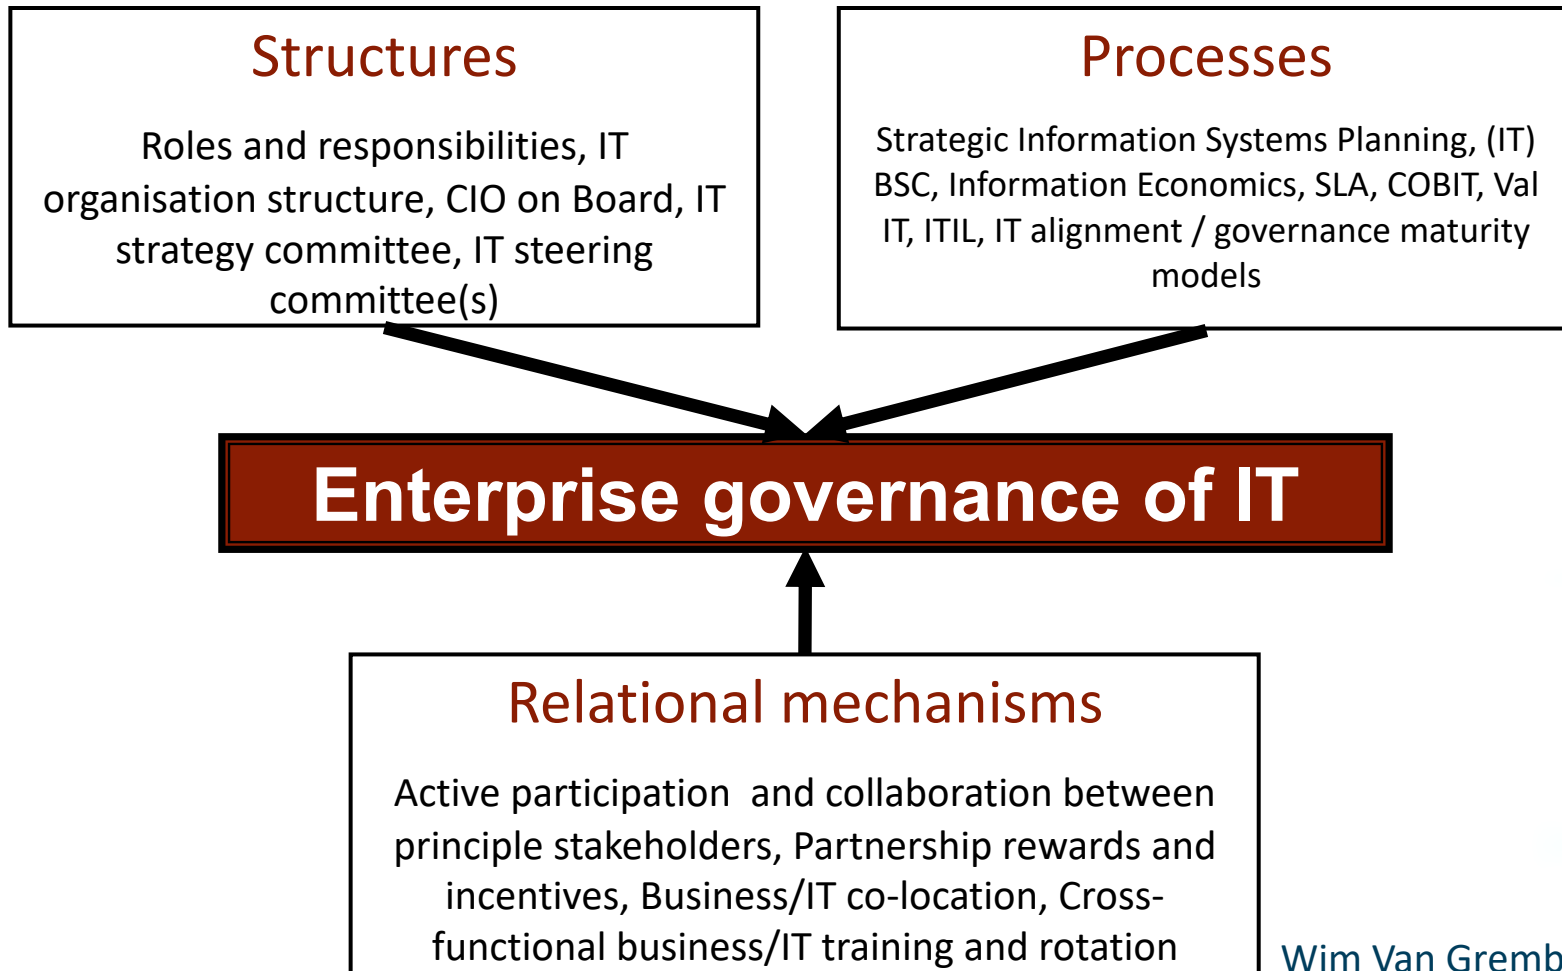 Structures
Roles and responsibilities, IT
organisation structure, CIO on Board, IT
strategy committee, IT steering
committee(s)
Processes
Strategic Information Systems Planning, (IT)
BSC, Information Economics, SLA, COBIT, Val
IT, ITIL, IT alignment / governance maturity
models
Enterprise governance of IT
Relational mechanisms
Active participation and collaboration between
principle stakeholders, Partnership rewards and
incentives, Business/IT co-location, Cross-
functional business/IT training and rotation
Wim Van Gremb